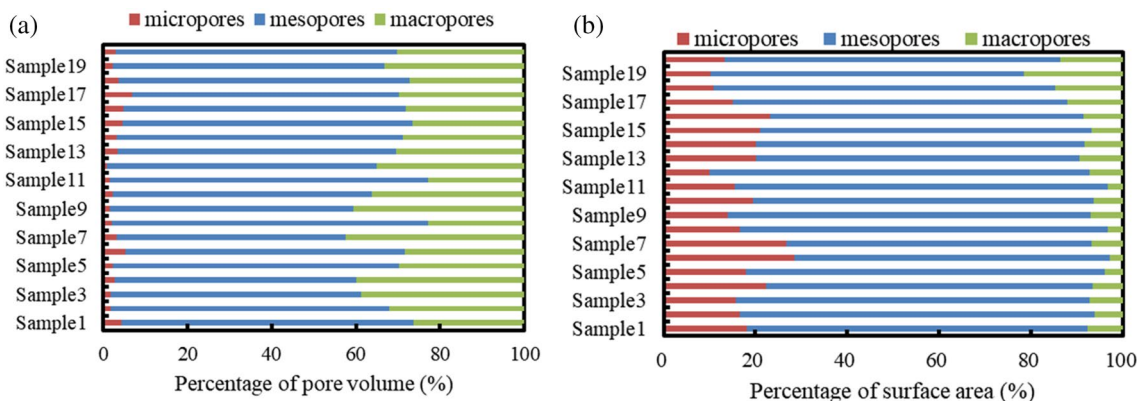 (a)
micropores mesopores macropores
Sample19
Sample17
Sample15
Sample13
Sample11
Sample9
Sample7
Sample5
Sample3
Sample1
0 20 40 60 80 100
Percentage of pore volume (%)
(b)
micropores mesopores macropores
Sample19
Sample17
Sample15
Sample13
Sample11
Sample9
Sample7
Sample5
Sample3
Sample1
0 20 40 60 80 100
Percentage of surface area (%)